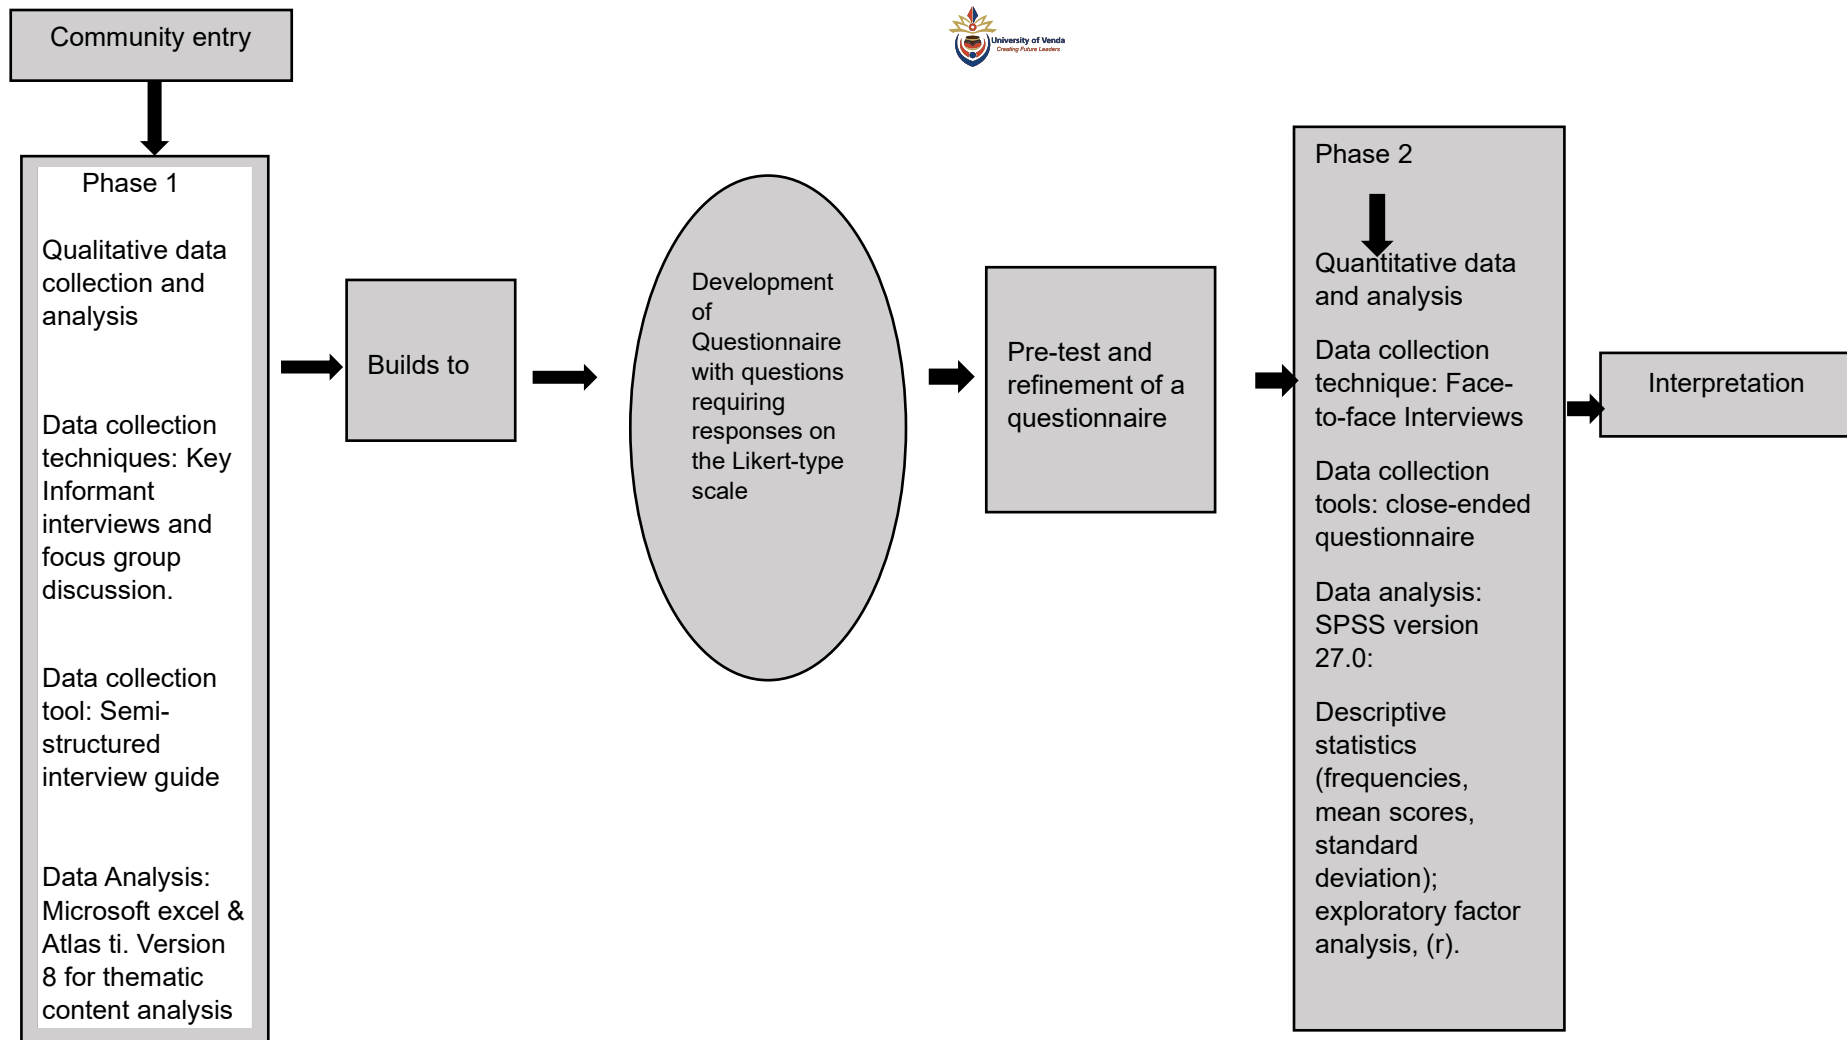 Community entry
University of Venda
Creating Future Leaders
Phase 1
Qualitative data
collection and
analysis
Data collection
techniques: Key
Informant
interviews and
focus group
discussion.
Data collection
tool: Semi-
structured
interview guide
Data Analysis:
Microsoft excel &
Atlas ti. Version
8 for thematic
content analysis
Builds to
Development
of
Questionnaire
with questions
requiring
responses on
the Likert-type
scale
Pre-test and
refinement of a
questionnaire
Phase 2
Quantitative data
and analysis
Data collection
technique: Face-
to-face Interviews
Data collection
tools: close-ended
questionnaire
Data analysis:
SPSS version
27.0:
Descriptive
statistics
(frequencies,
mean scores,
standard
deviation);
exploratory factor
analysis, (r).
Interpretation